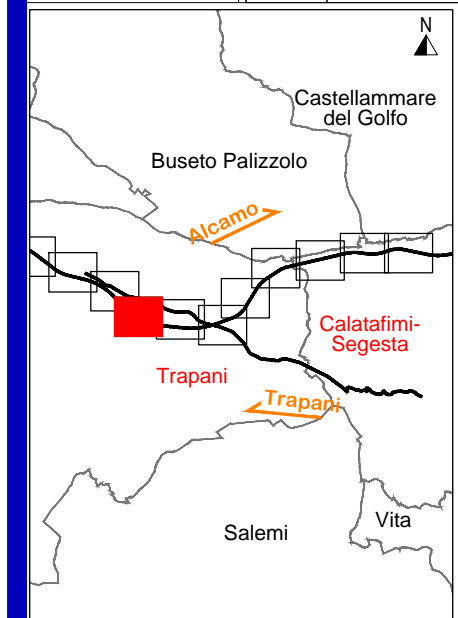 N
Castellammare
del Golfo
Buseto Palizzolo
Alcamo
Calatafimi-
Segesta
Trapani
Trapani
Salemi
Vita